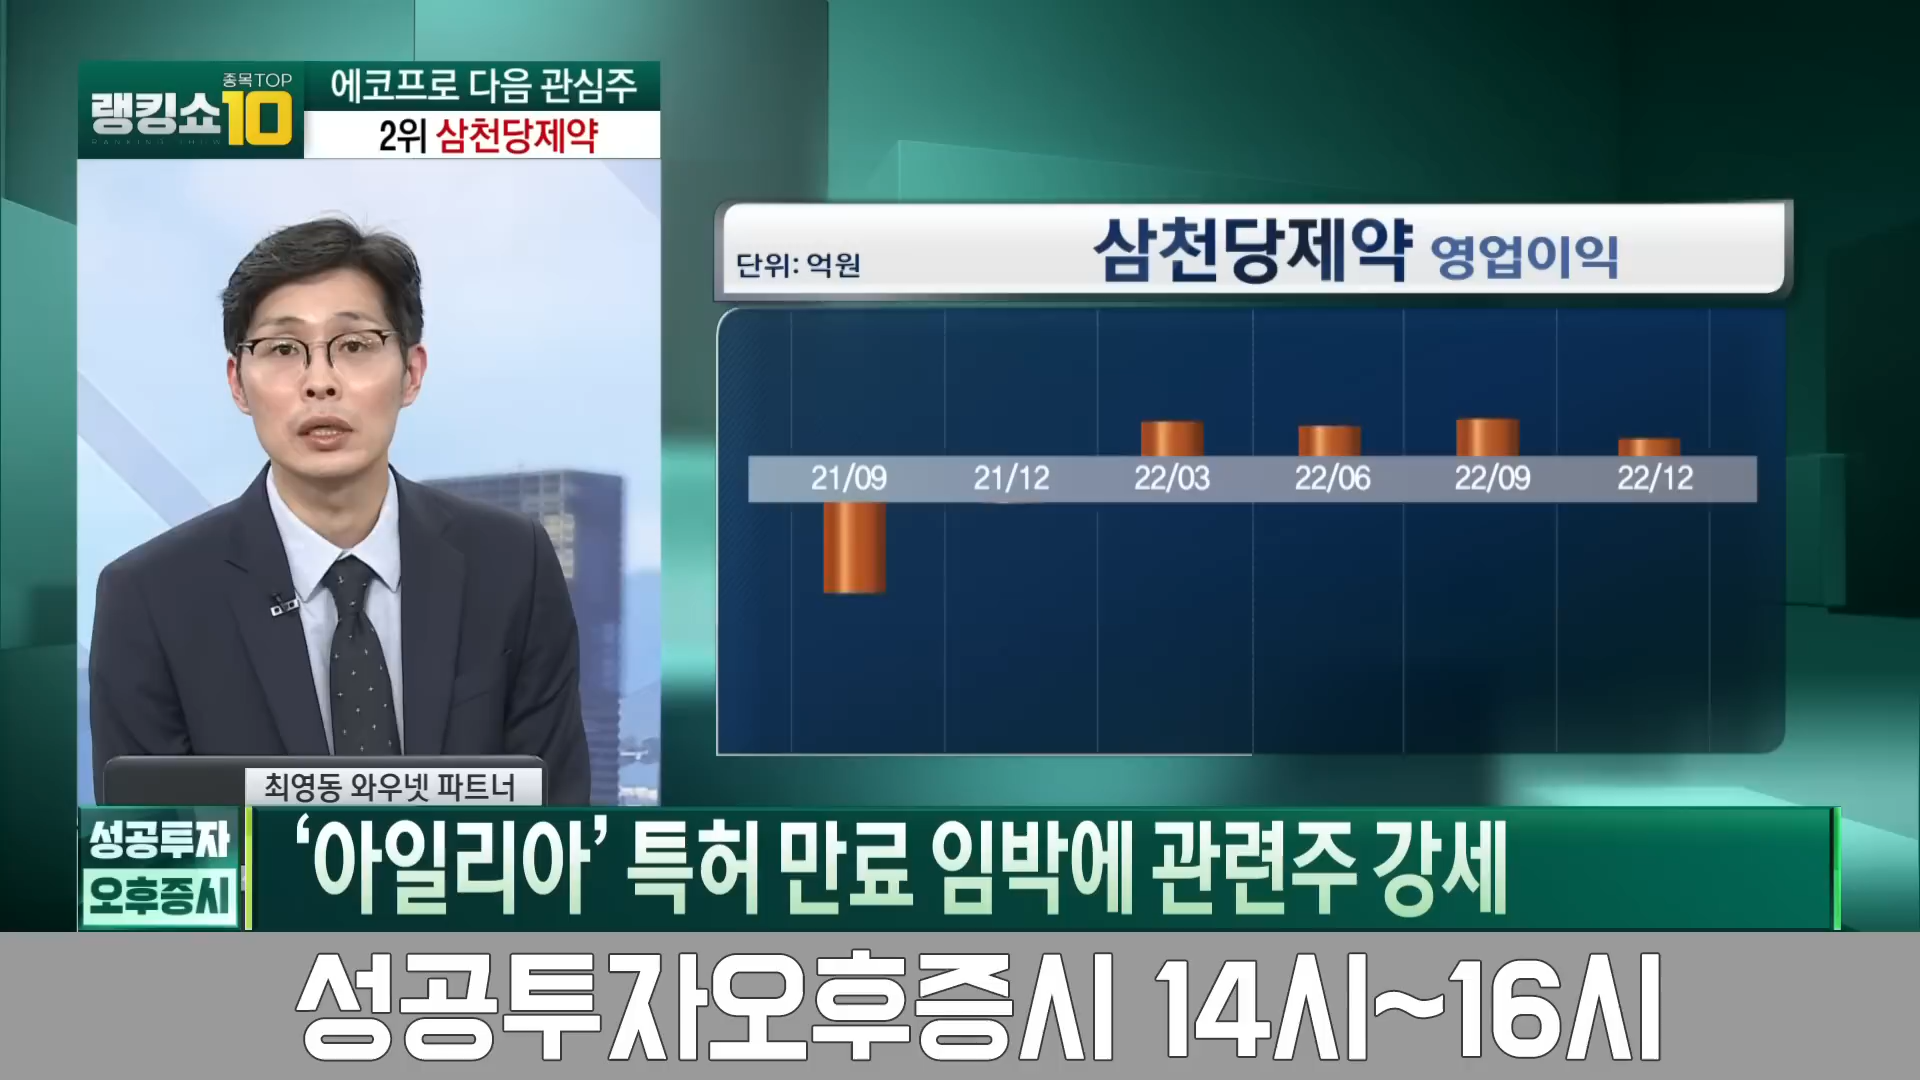 종목TOP
랭킹쇼10
RANKING SHOW
에코프로 다음 관심주
2위 삼천당제약
단위: 억원
삼천당제약 영업이익
21/09 21/12 22/03 22/06 22/09 22/12
최영동 와우넷 파트너
성공투자
오후증시
‘아일리아’ 특허 만료 임박에 관련주 강세
성공투자오후증시 14시~16시